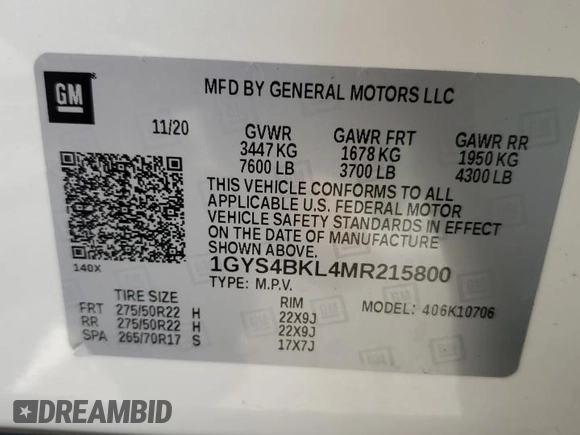 GM
MFD BY GENERAL MOTORS LLC
11/20 GVWR GAWR FRT GAWR RR
3447 KG 1678 KG 1950 KG
7600 LB 3700 LB 4300 LB
THIS VEHICLE CONFORMS TO ALL
APPLICABLE U.S. FEDERAL MOTOR
VEHICLE SAFETY STANDARDS IN EFFECT
ON THE DATE OF MANUFACTURE
SHOWN ABOVE.
140X
1GYS4BKL4MR215800
TYPE: M.P.V.
TIRE SIZE RIM MODEL: 406K10706
FRT 275/50R22 H 22X9J
RR 275/50R22 H 22X9J
SPA 265/70R17 S 17X7J
DREAMBID